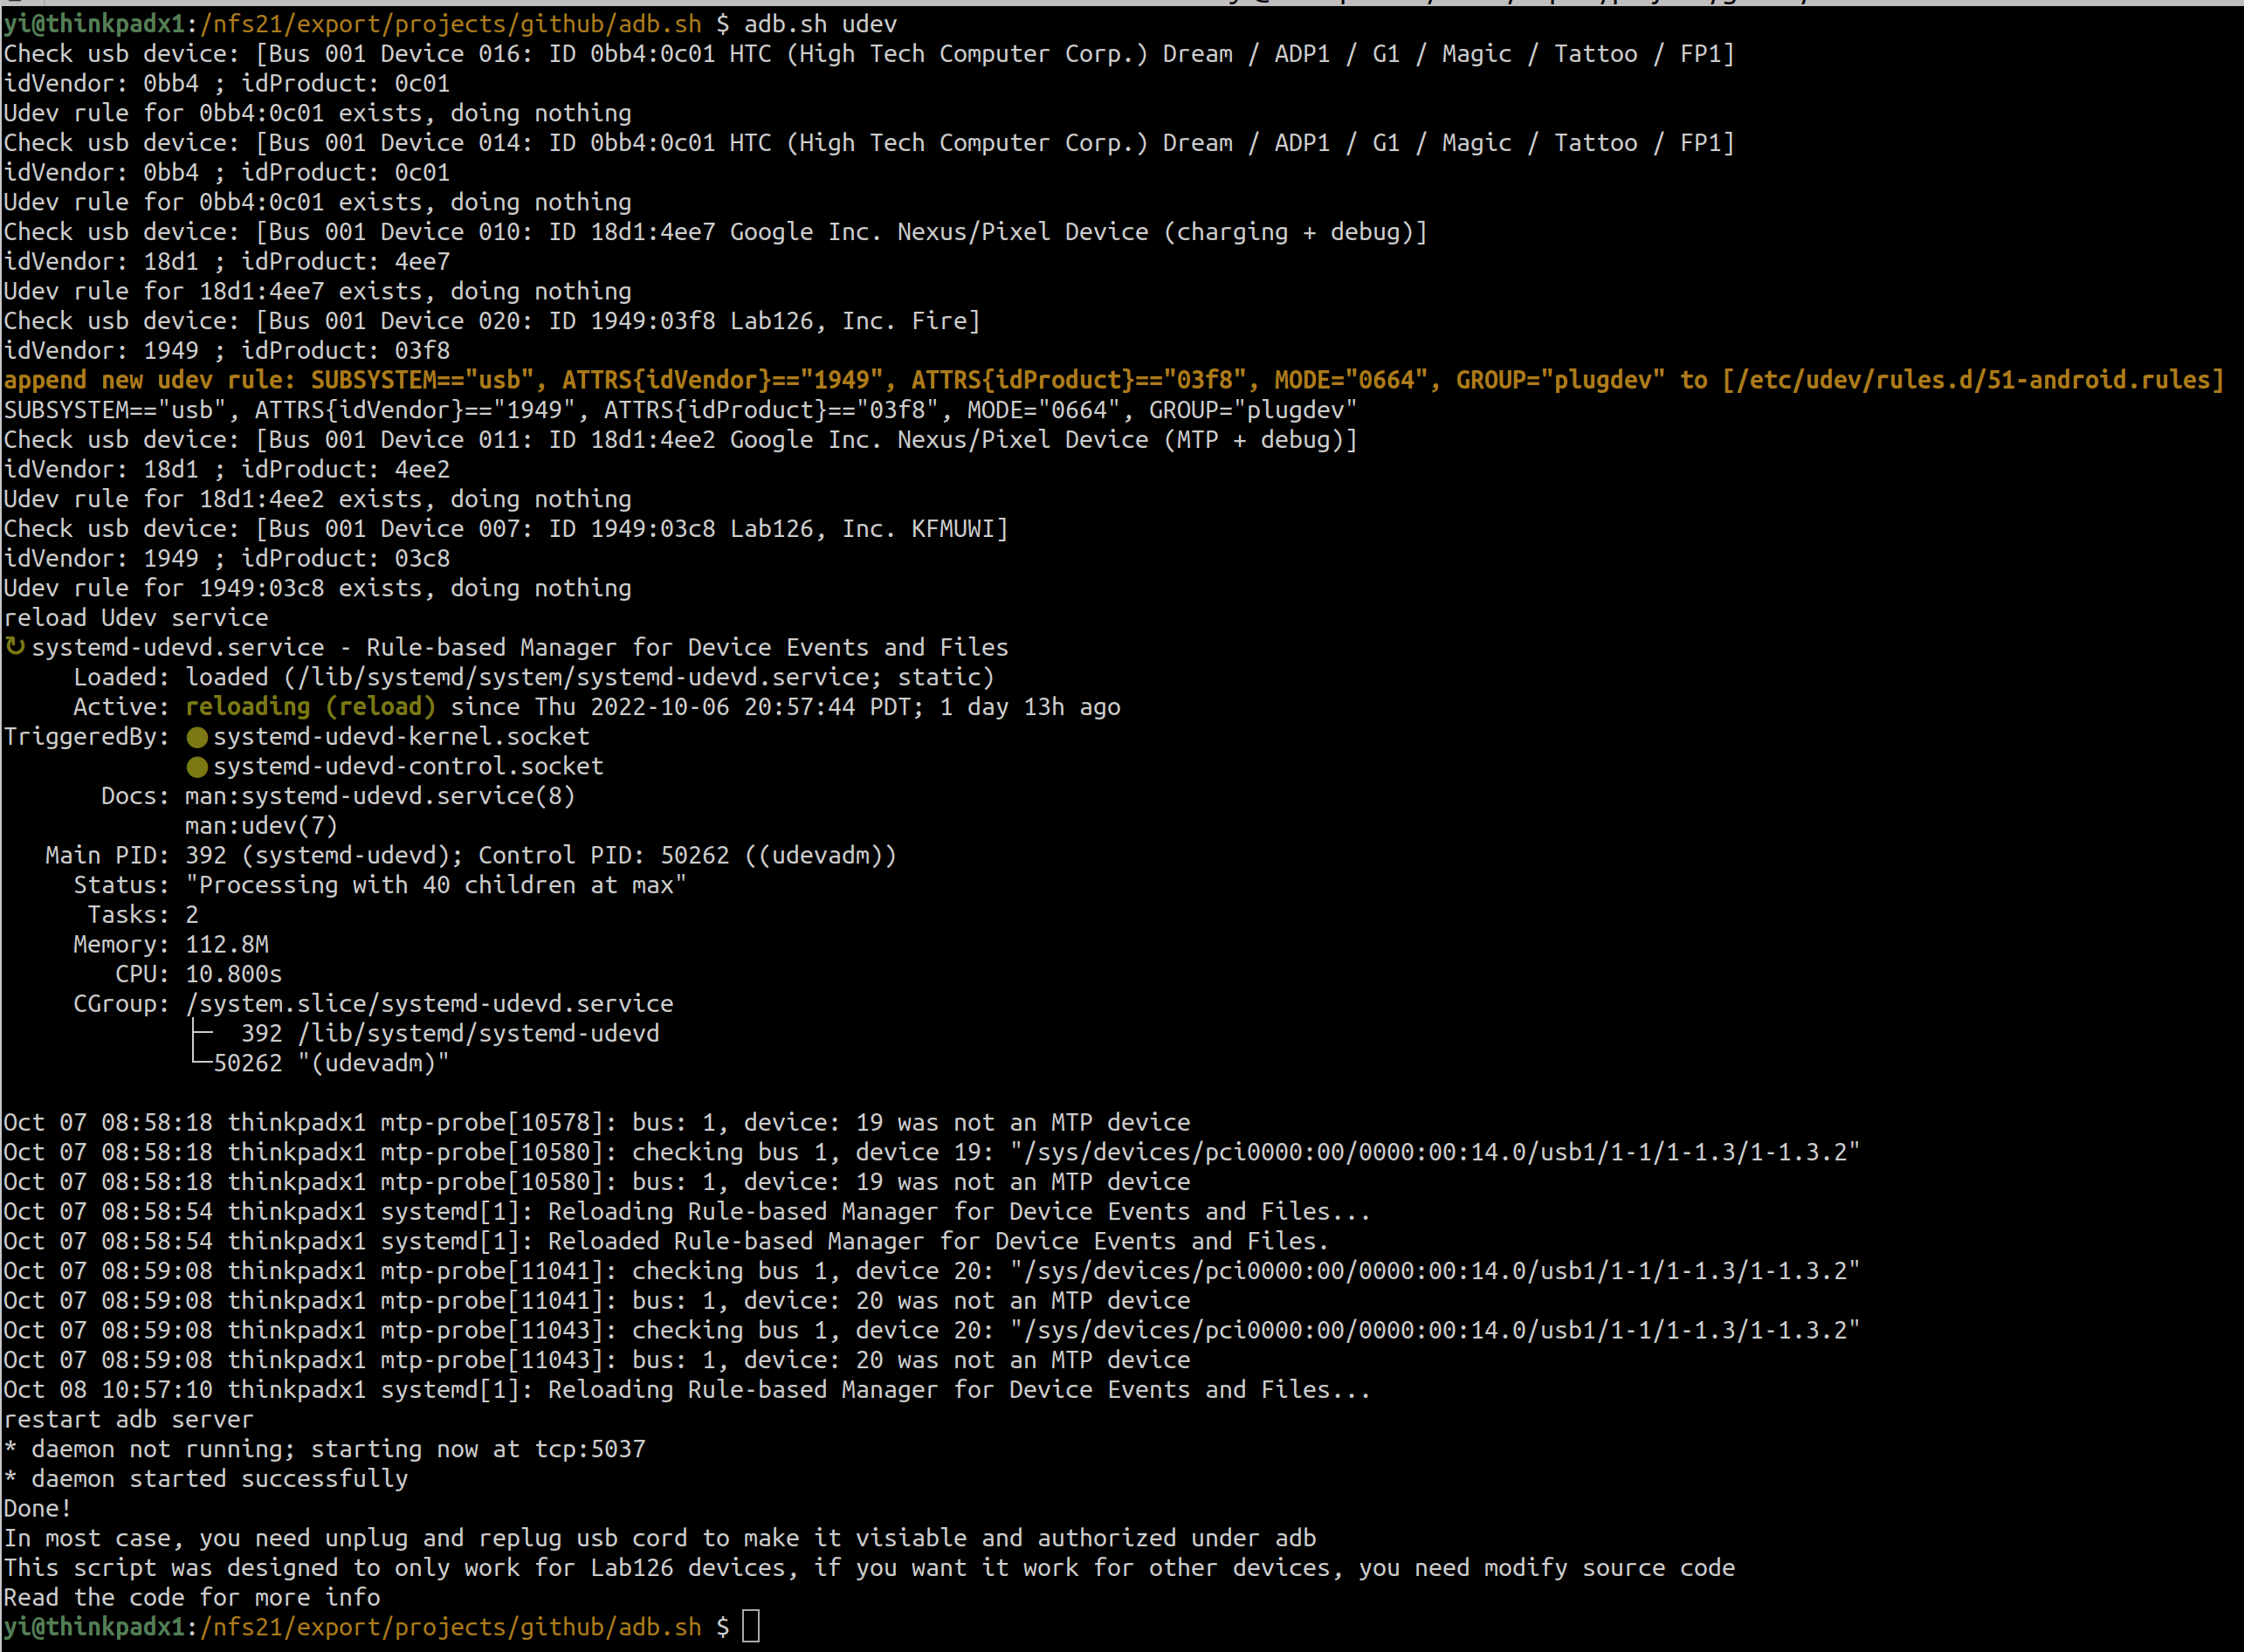 yi@thinkpadx1:/nfs21/export/projects/github/adb.sh $ adb.sh udev
Check usb device: [Bus 001 Device 016: ID 0bb4:0c01 HTC (High Tech Computer Corp.) Dream / ADP1 / G1 / Magic / Tattoo / FP1]
idVendor: 0bb4 ; idProduct: 0c01
Udev rule for 0bb4:0c01 exists, doing nothing
Check usb device: [Bus 001 Device 014: ID 0bb4:0c01 HTC (High Tech Computer Corp.) Dream / ADP1 / G1 / Magic / Tattoo / FP1]
idVendor: 0bb4 ; idProduct: 0c01
Udev rule for 0bb4:0c01 exists, doing nothing
Check usb device: [Bus 001 Device 010: ID 18d1:4ee7 Google Inc. Nexus/Pixel Device (charging + debug)]
idVendor: 18d1 ; idProduct: 4ee7
Udev rule for 18d1:4ee7 exists, doing nothing
Check usb device: [Bus 001 Device 020: ID 1949:03f8 Lab126, Inc. Fire]
idVendor: 1949 ; idProduct: 03f8
append new udev rule: SUBSYSTEM=="usb", ATTRS{idVendor}=="1949", ATTRS{idProduct}=="03f8", MODE="0664", GROUP="plugdev" to [/etc/udev/rules.d/51-android.rules]
SUBSYSTEM=="usb", ATTRS{idVendor}=="1949", ATTRS{idProduct}=="03f8", MODE="0664", GROUP="plugdev"
Check usb device: [Bus 001 Device 011: ID 18d1:4ee2 Google Inc. Nexus/Pixel Device (MTP + debug)]
idVendor: 18d1 ; idProduct: 4ee2
Udev rule for 18d1:4ee2 exists, doing nothing
Check usb device: [Bus 001 Device 007: ID 1949:03c8 Lab126, Inc. KFMUWI]
idVendor: 1949 ; idProduct: 03c8
Udev rule for 1949:03c8 exists, doing nothing
reload Udev service
↻ systemd-udevd.service - Rule-based Manager for Device Events and Files
Loaded: loaded (/lib/systemd/system/systemd-udevd.service; static)
Active: reloading (reload) since Thu 2022-10-06 20:57:44 PDT; 1 day 13h ago
TriggeredBy: ● systemd-udevd-kernel.socket
● systemd-udevd-control.socket
Docs: man:systemd-udevd.service(8)
man:udev(7)
Main PID: 392 (systemd-udevd); Control PID: 50262 ((udevadm))
Status: "Processing with 40 children at max"
Tasks: 2
Memory: 112.8M
CPU: 10.800s
CGroup: /system.slice/systemd-udevd.service
├─ 392 /lib/systemd/systemd-udevd
└─50262 "(udevadm)"
Oct 07 08:58:18 thinkpadx1 mtp-probe[10578]: bus: 1, device: 19 was not an MTP device
Oct 07 08:58:18 thinkpadx1 mtp-probe[10580]: checking bus 1, device 19: "/sys/devices/pci0000:00/0000:00:14.0/usb1/1-1/1-1.3/1-1.3.2"
Oct 07 08:58:18 thinkpadx1 mtp-probe[10580]: bus: 1, device: 19 was not an MTP device
Oct 07 08:58:54 thinkpadx1 systemd[1]: Reloading Rule-based Manager for Device Events and Files...
Oct 07 08:58:54 thinkpadx1 systemd[1]: Reloaded Rule-based Manager for Device Events and Files.
Oct 07 08:59:08 thinkpadx1 mtp-probe[11041]: checking bus 1, device 20: "/sys/devices/pci0000:00/0000:00:14.0/usb1/1-1/1-1.3/1-1.3.2"
Oct 07 08:59:08 thinkpadx1 mtp-probe[11041]: bus: 1, device: 20 was not an MTP device
Oct 07 08:59:08 thinkpadx1 mtp-probe[11043]: checking bus 1, device 20: "/sys/devices/pci0000:00/0000:00:14.0/usb1/1-1/1-1.3/1-1.3.2"
Oct 07 08:59:08 thinkpadx1 mtp-probe[11043]: bus: 1, device: 20 was not an MTP device
Oct 08 10:57:10 thinkpadx1 systemd[1]: Reloading Rule-based Manager for Device Events and Files...
restart adb server
* daemon not running; starting now at tcp:5037
* daemon started successfully
Done!
In most case, you need unplug and replug usb cord to make it visiable and authorized under adb
This script was designed to only work for Lab126 devices, if you want it work for other devices, you need modify source code
Read the code for more info
yi@thinkpadx1:/nfs21/export/projects/github/adb.sh $